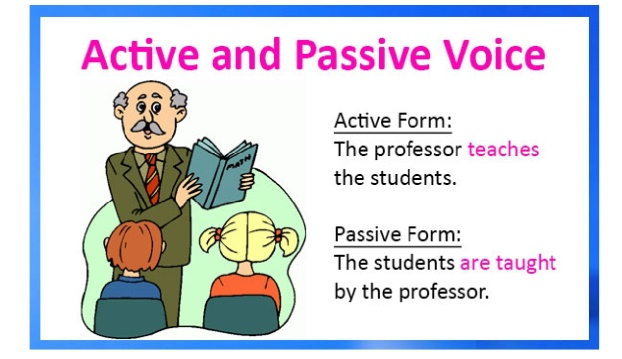 Active and Passive Voice
MATH
Active Form:
The professor teaches
the students.
Passive Form:
The students are taught
by the professor.